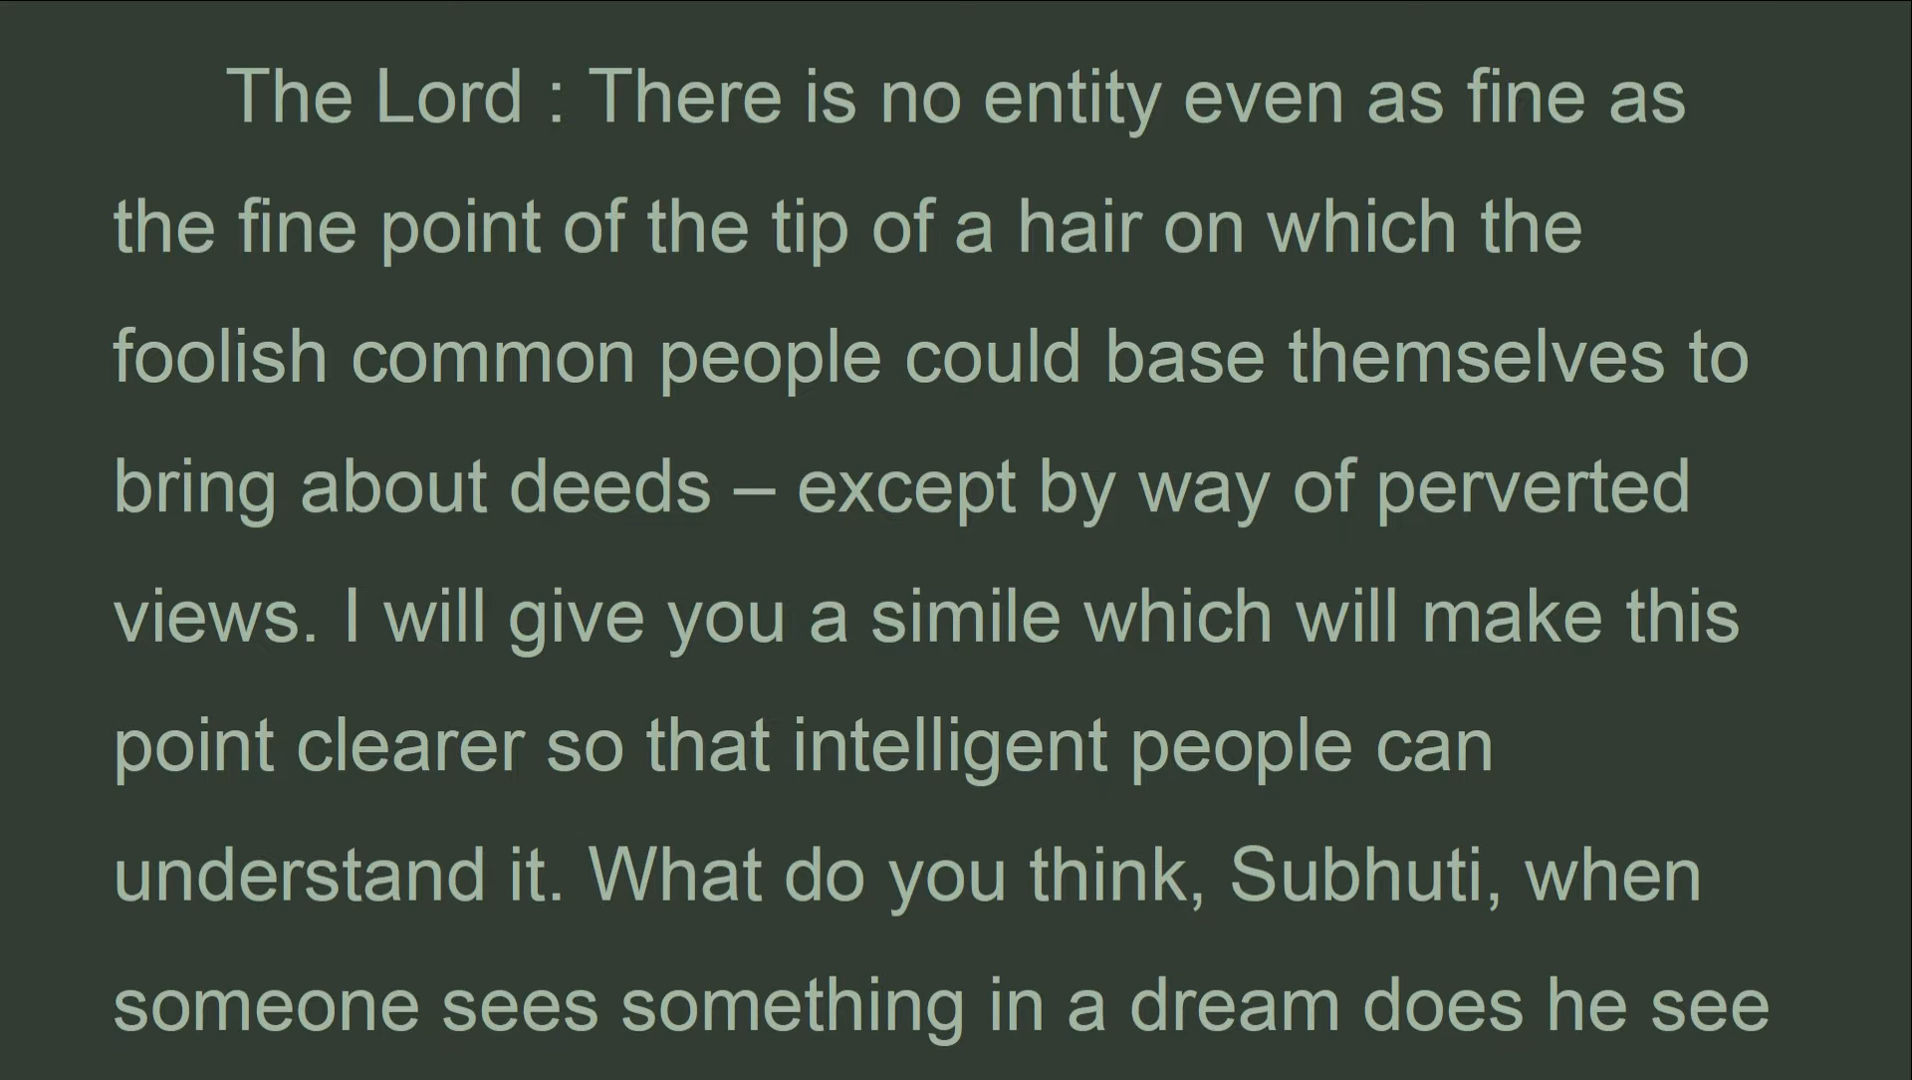 The Lord : There is no entity even as fine as
the fine point of the tip of a hair on which the
foolish common people could base themselves to
bring about deeds – except by way of perverted
views. I will give you a simile which will make this
point clearer so that intelligent people can
understand it. What do you think, Subhuti, when
someone sees something in a dream does he see